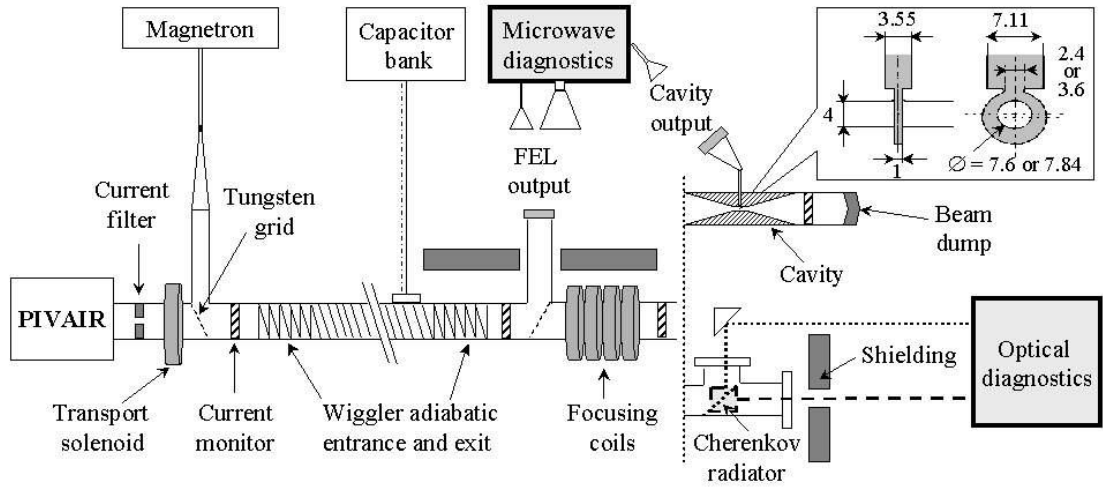 Magnetron
Capacitor
bank
Microwave
diagnostics
Cavity
output
3.55
7.11
2.4
or
3.6
4
1
Ø = 7.6 or 7.84
FEL
output
Current
filter
Tungsten
grid
Beam
dump
Cavity
PIVAIR
Shielding
Optical
diagnostics
Transport
solenoid
Current
monitor
Wiggler adiabatic
entrance and exit
Focusing
coils
Cherenkov
radiator